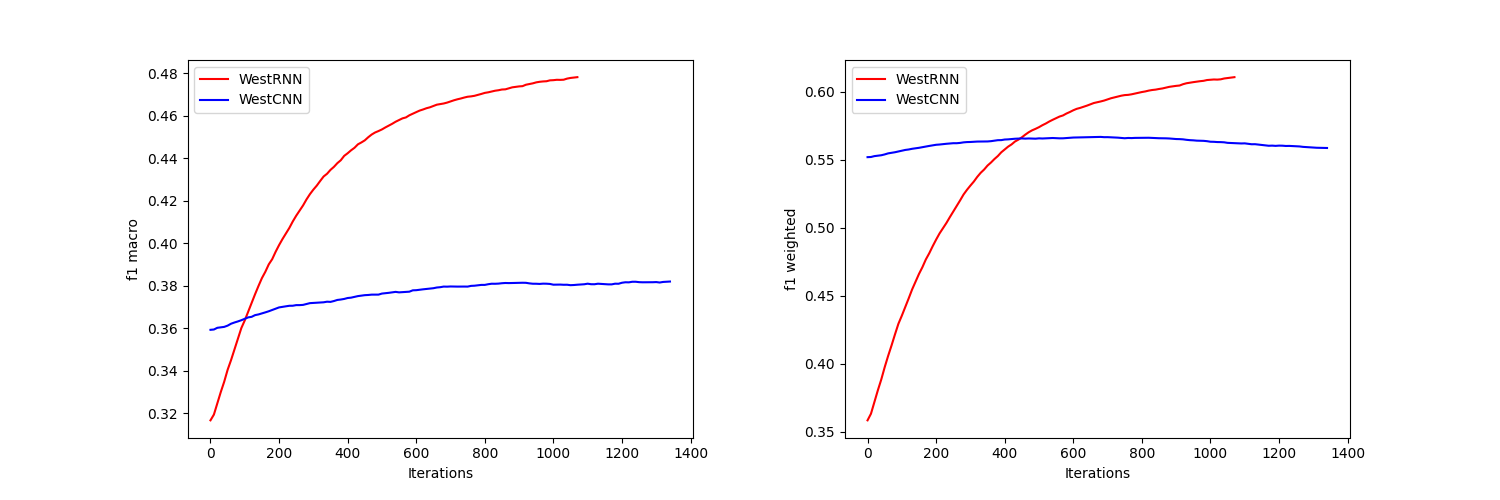 WestRNN
WestCNN
0.48
0.46
0.44
0.42
0.40
0.38
0.36
0.34
0.32
f1 macro
0 200 400 600 800 1000 1200 1400
Iterations
WestRNN
WestCNN
0.60
0.55
0.50
0.45
0.40
0.35
f1 weighted
0 200 400 600 800 1000 1200 1400
Iterations